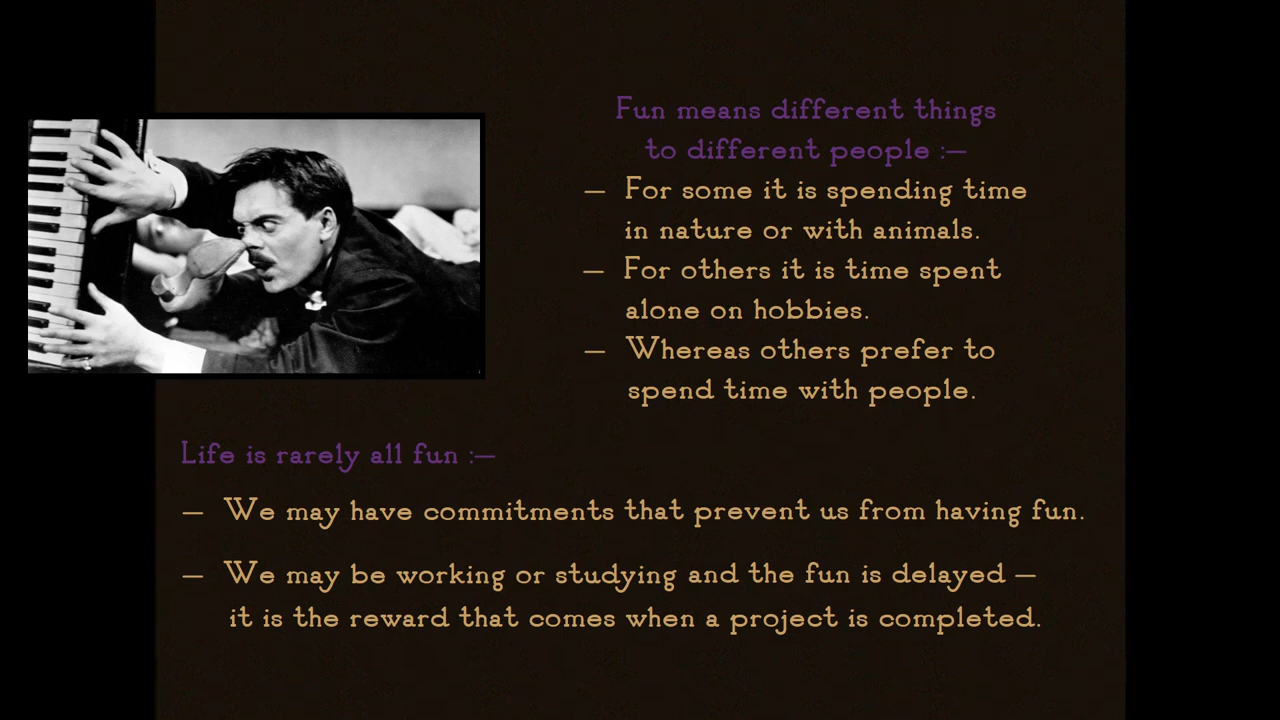 Fun means different things
to different people :—
— For some it is spending time
in nature or with animals.
— For others it is time spent
alone on hobbies.
— Whereas others prefer to
spend time with people.
Life is rarely all fun :—
— We may have commitments that prevent us from having fun.
— We may be working or studying and the fun is delayed —
it is the reward that comes when a project is completed.